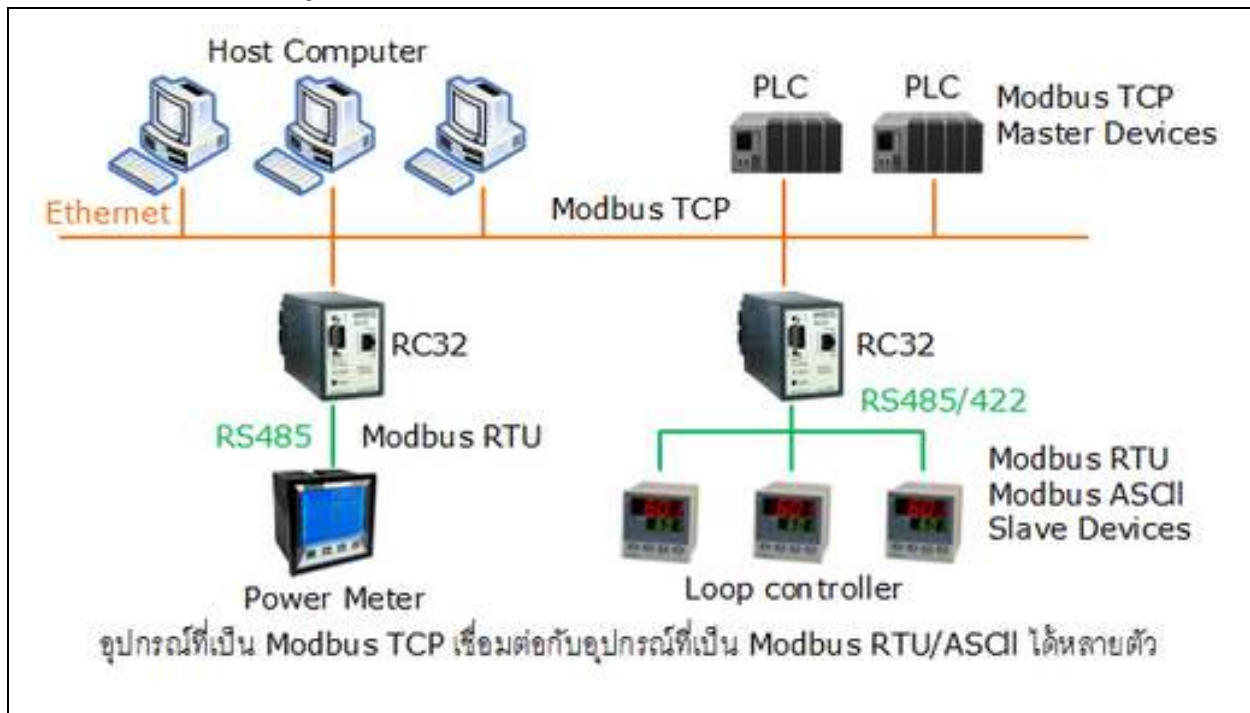 Host Computer
PLC
PLC
Modbus TCP
Master Devices
Ethernet
Modbus TCP
RC32
RC32
RS485/422
RS485
Modbus RTU
Modbus RTU
Modbus ASCII
Slave Devices
Power Meter
Loop controller
อุปกรณ์ที่เป็น Modbus TCP เชื่อมต่อกับอุปกรณ์ที่เป็น Modbus RTU/ASCII ได้หลายตัว